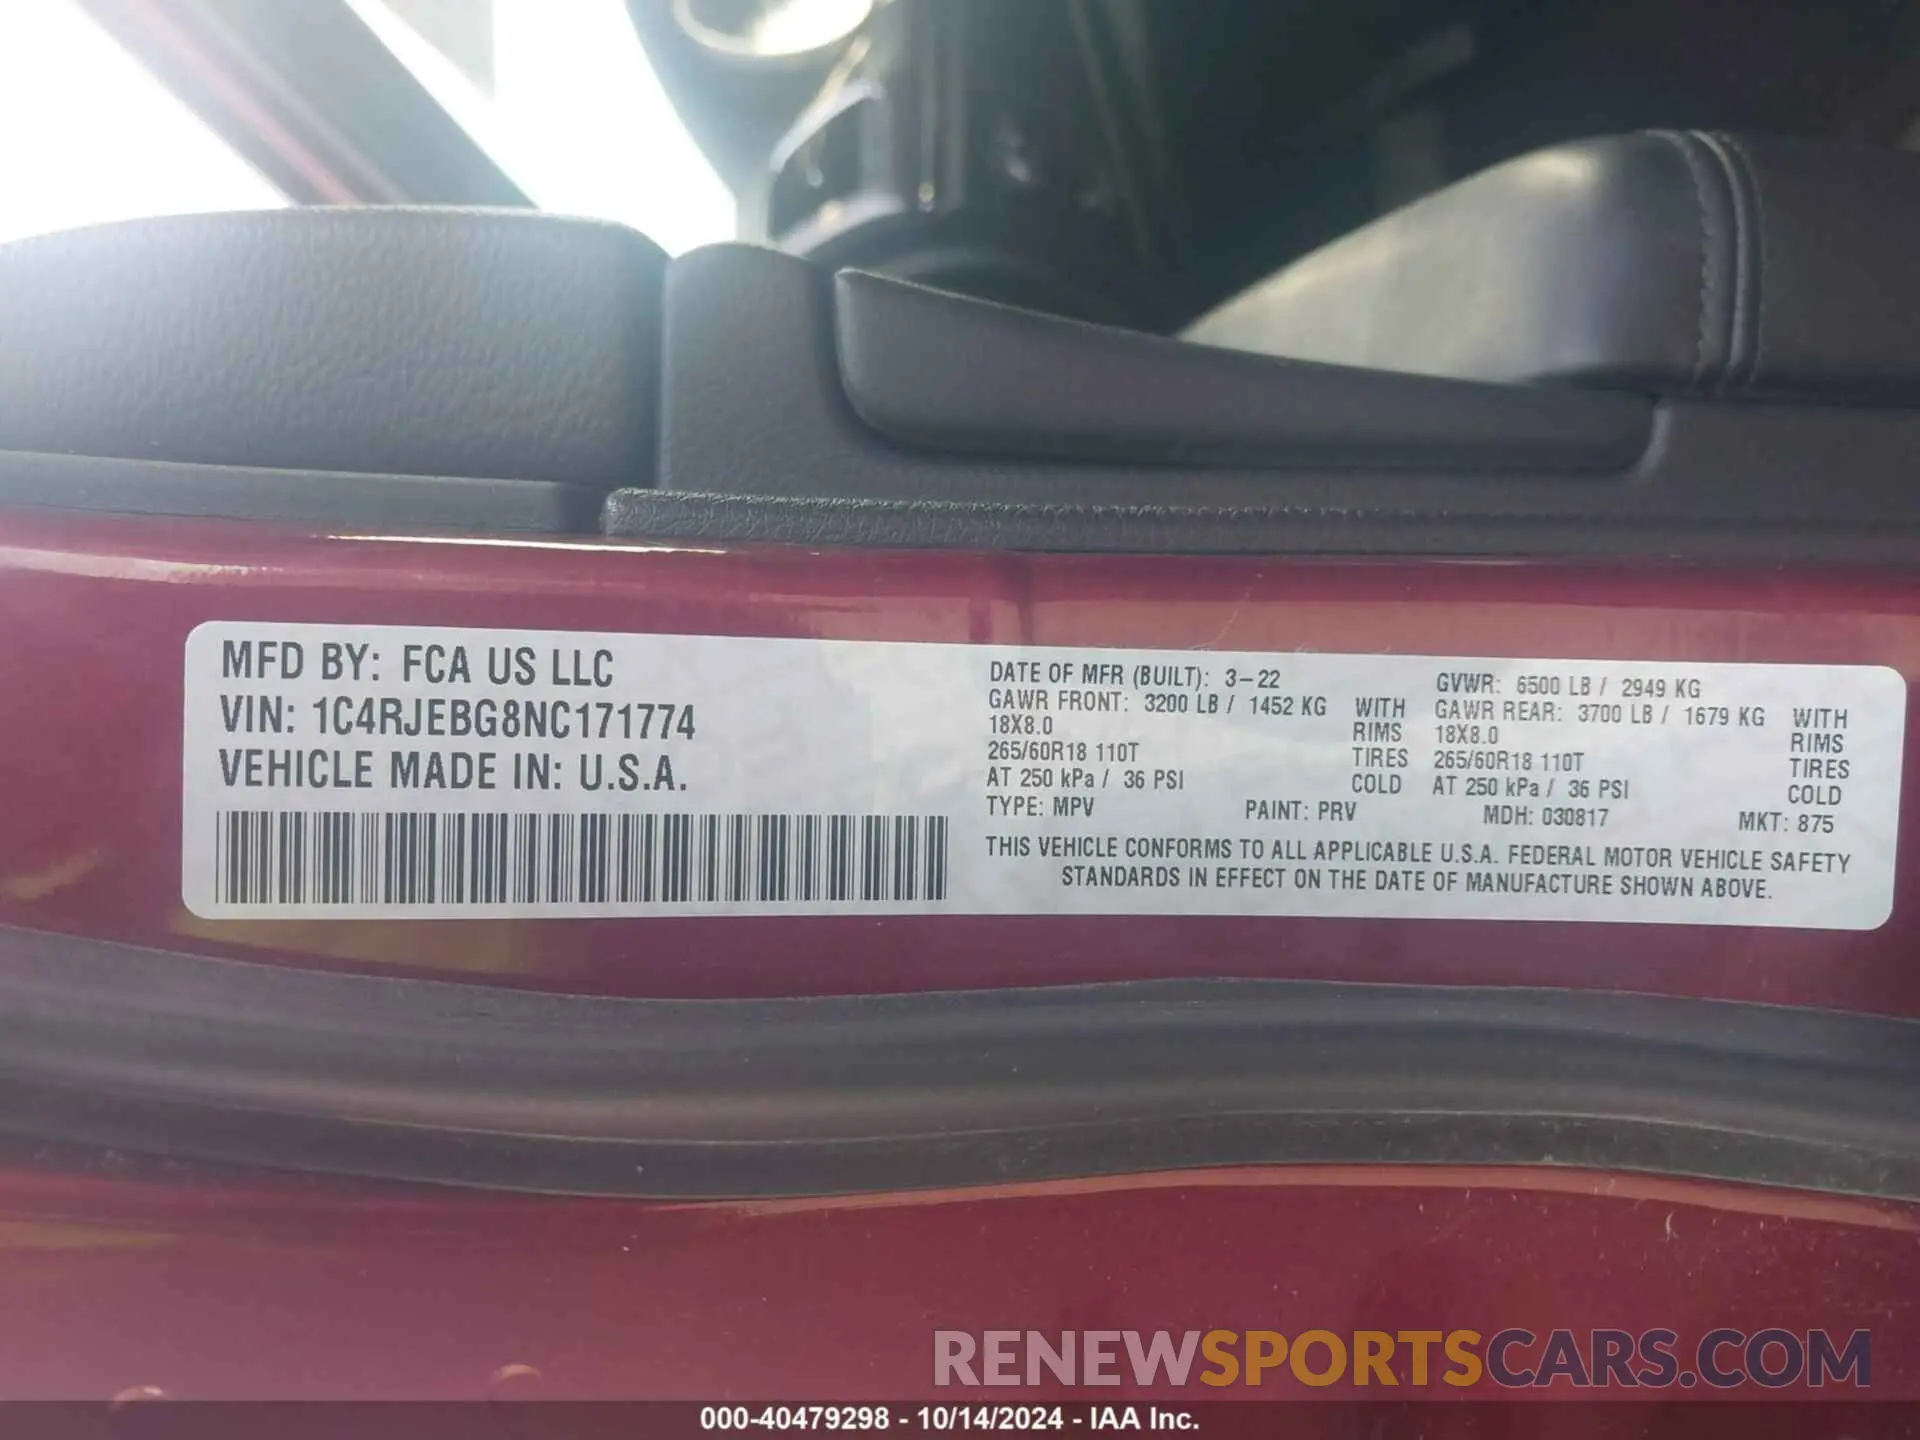 MFD BY: FCA US LLC
VIN: 1C4RJEBG8NC171774
VEHICLE MADE IN: U.S.A.
DATE OF MFR (BUILT): 3-22
GAWR FRONT: 3200 LB / 1452 KG WITH
18X8.0 RIMS
265/60R18 110T TIRES
AT 250 kPa / 36 PSI COLD
GVWR: 6500 LB / 2949 KG
GAWR REAR: 3700 LB / 1679 KG WITH
18X8.0 RIMS
265/60R18 110T TIRES
AT 250 kPa / 36 PSI COLD
TYPE: MPV PAINT: PRV MDH: 030817 MKT: 875
THIS VEHICLE CONFORMS TO ALL APPLICABLE U.S.A. FEDERAL MOTOR VEHICLE SAFETY
STANDARDS IN EFFECT ON THE DATE OF MANUFACTURE SHOWN ABOVE.
RENEWSPORTSCARS.COM
000-40479298 - 10/14/2024 - IAA Inc.